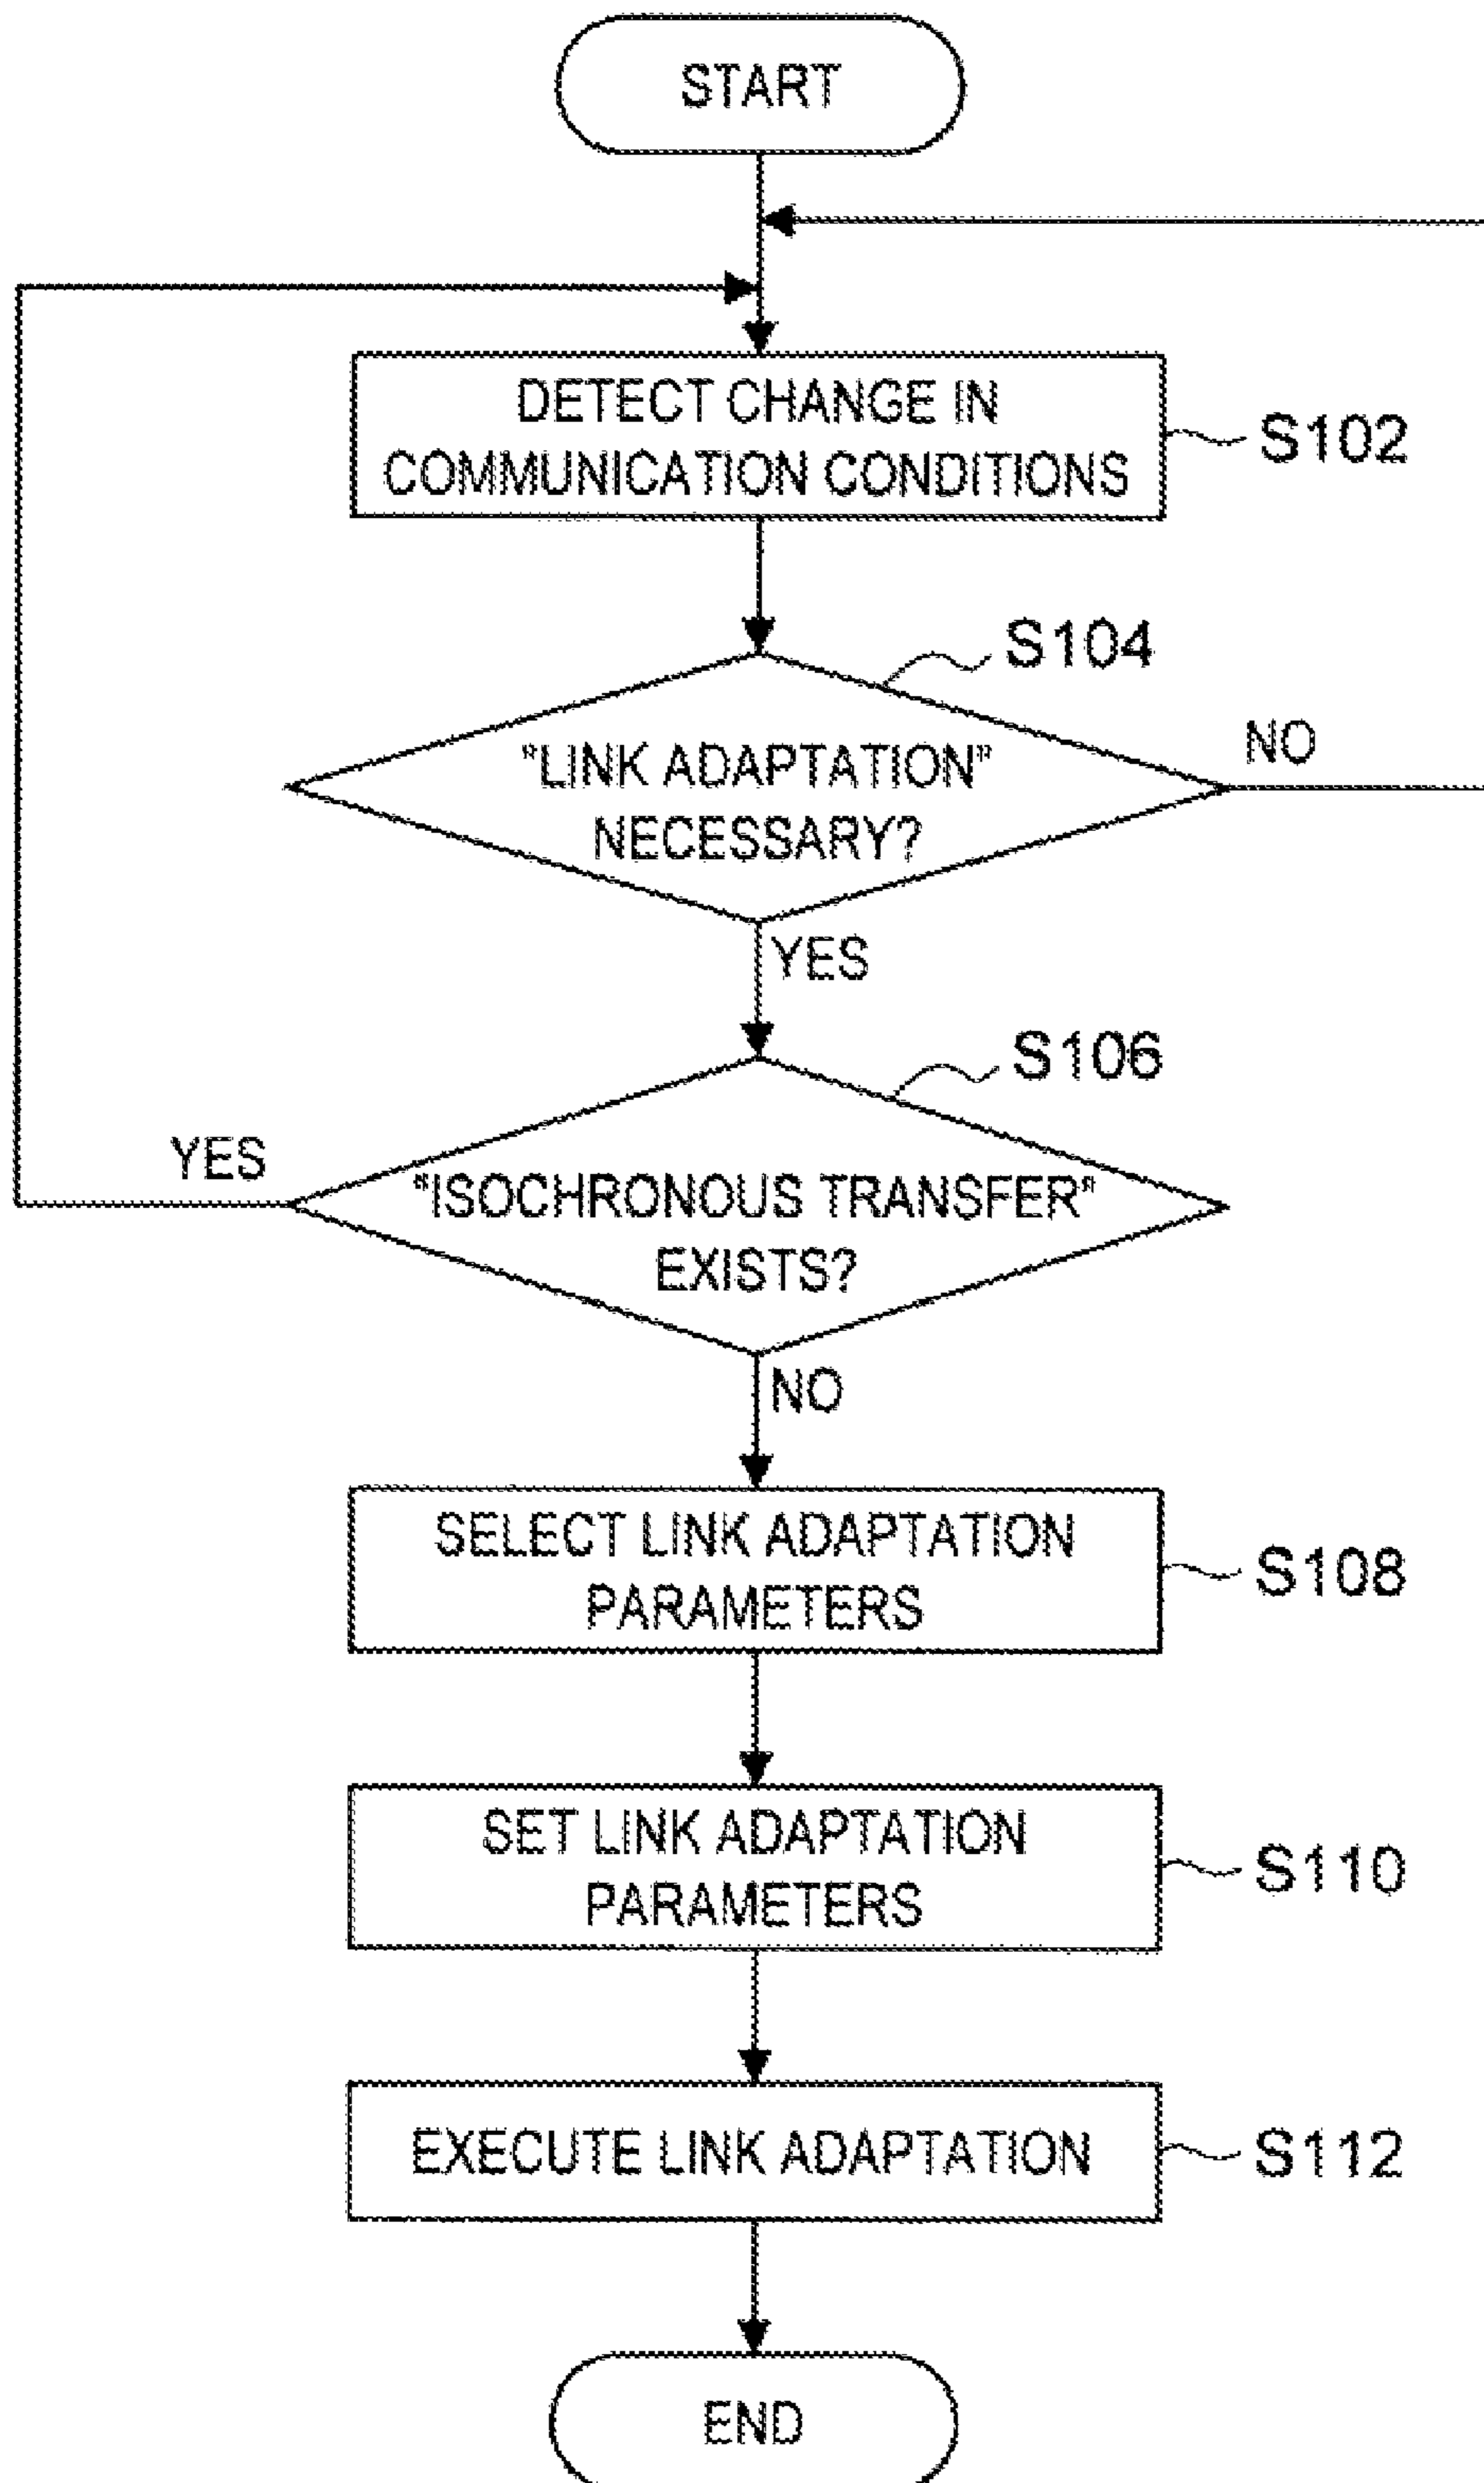 START
DETECT CHANGE IN
COMMUNICATION CONDITIONS
S102
S104
"LINK ADAPTATION"
NECESSARY?
NO
YES
S106
YES
"ISOCHRONOUS TRANSFER"
EXISTS?
NO
SELECT LINK ADAPTATION
PARAMETERS
S108
SET LINK ADAPTATION
PARAMETERS
S110
EXECUTE LINK ADAPTATION
S112
END